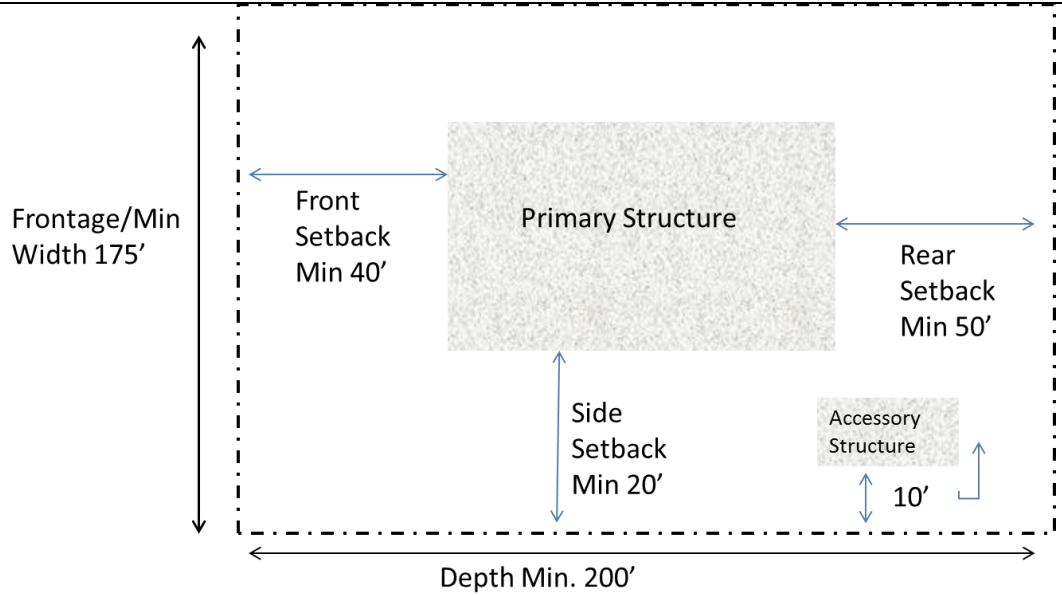 Frontage/Min
Width 175’
Front
Setback
Min 40’
Primary Structure
Rear
Setback
Min 50’
Side
Setback
Min 20’
Accessory
Structure
10’
Depth Min. 200’